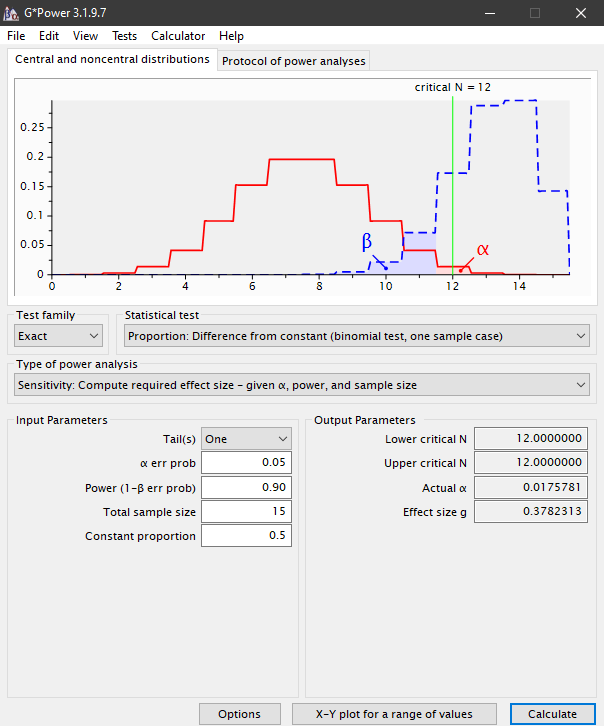 G*Power 3.1.9.7
File Edit View Tests Calculator Help
Central and noncentral distributions Protocol of power analyses
critical N = 12
0.25
0.2
0.15
0.1
0.05
0
β
α
0 2 4 6 8 10 12 14
Test family Statistical test
Exact Proportion: Difference from constant (binomial test, one sample case)
Type of power analysis
Sensitivity: Compute required effect size - given α, power, and sample size
Input Parameters Output Parameters
Tail(s) One Lower critical N 12.0000000
α err prob 0.05 Upper critical N 12.0000000
Power (1-β err prob) 0.90 Actual α 0.0175781
Total sample size 15 Effect size g 0.3782313
Constant proportion 0.5
Options X-Y plot for a range of values Calculate